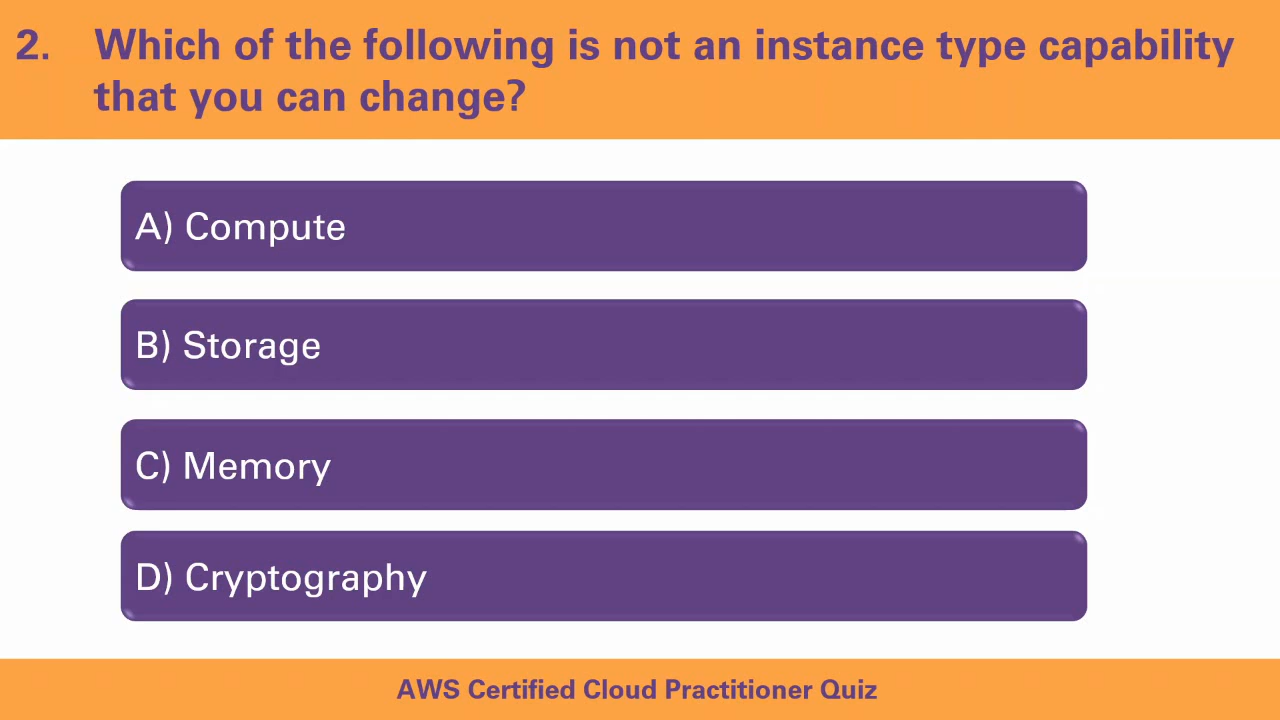 2. Which of the following is not an instance type capability
that you can change?
A) Compute
B) Storage
C) Memory
D) Cryptography
AWS Certified Cloud Practitioner Quiz